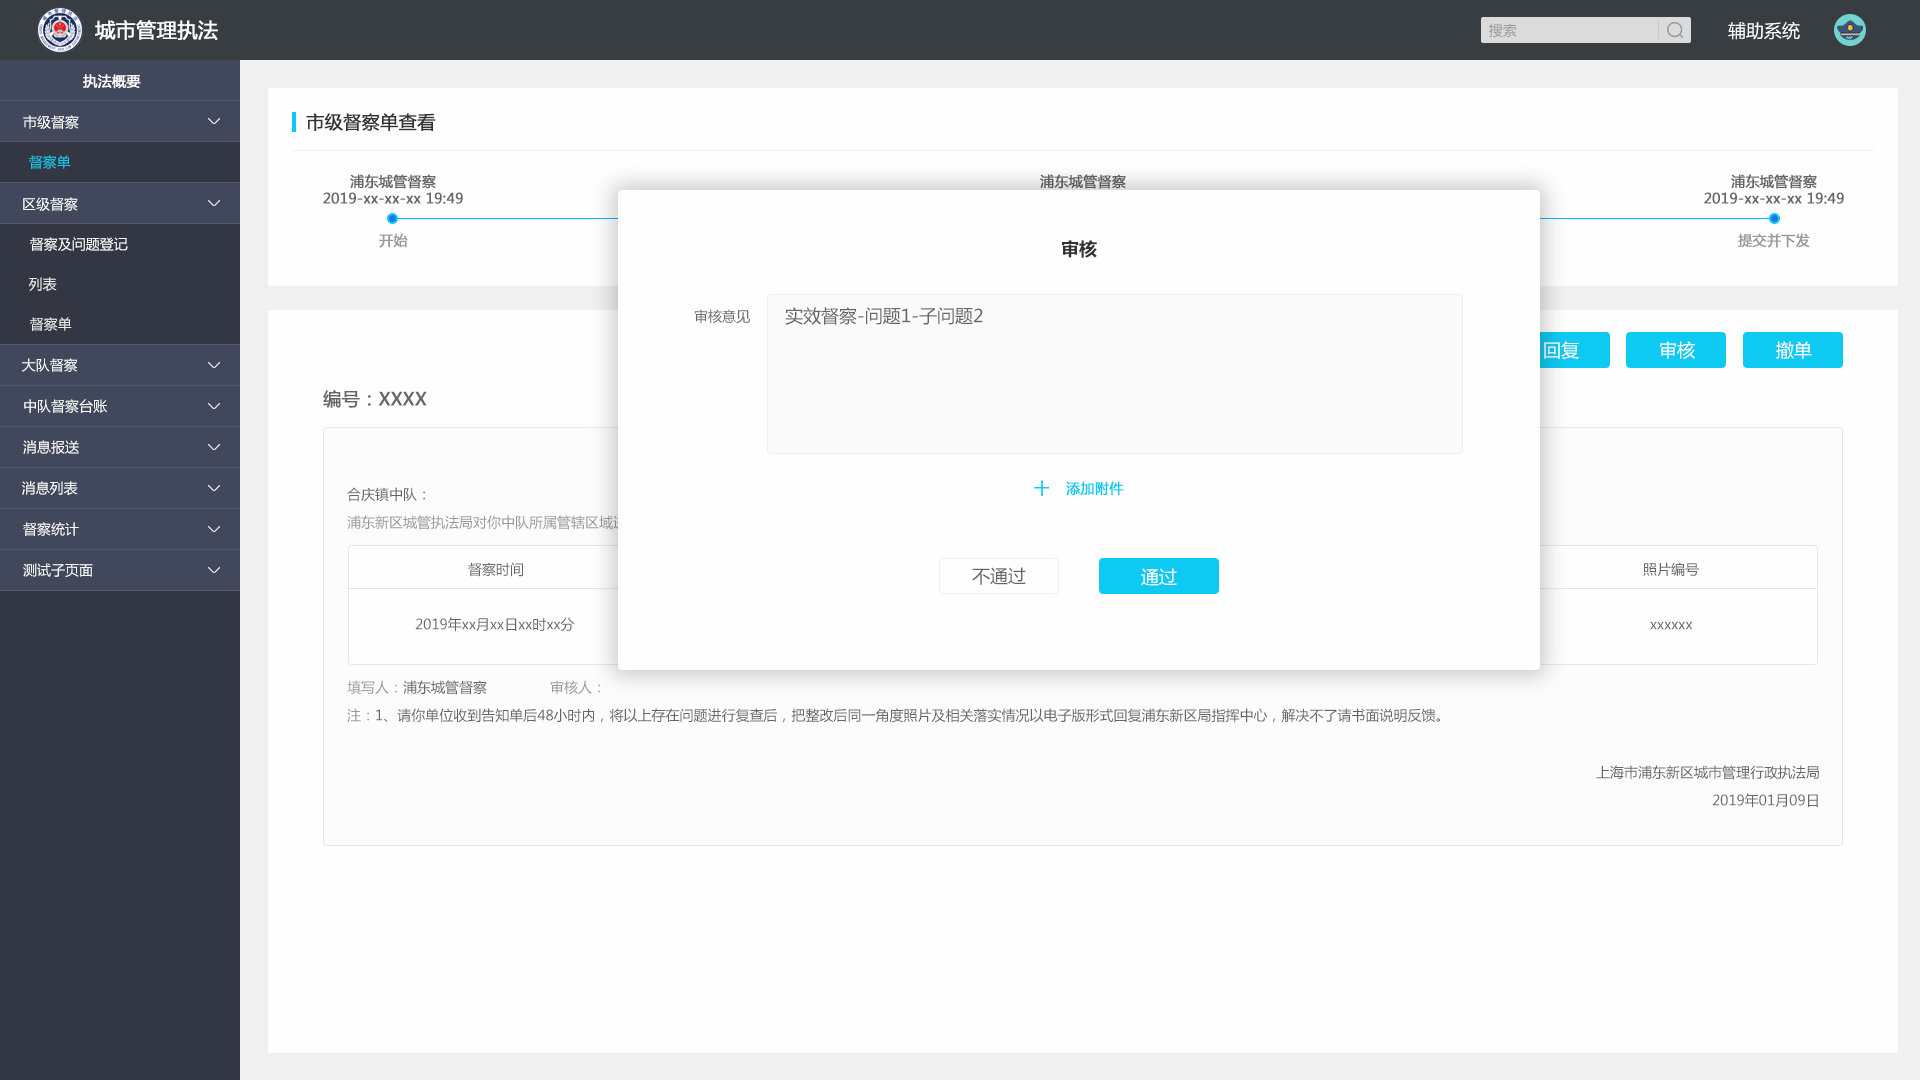 城市管理执法
搜索
辅助系统
执法概要
市级督察
督察单
区级督察
督察及问题登记
列表
督察单
大队督察
中队督察台账
消息报送
消息列表
督察统计
测试子页面
市级督察单查看
浦东城管督察
2019-xx-xx-xx 19:49
开始
浦东城管督察
浦东城管督察
2019-xx-xx-xx 19:49
提交并下发
回复
审核
撤单
编号：XXXX
合庆镇中队：
浦东新区城管执法局对你中队所属管辖区域
督察时间
照片编号
2019年xx月xx日xx时xx分
xxxxxx
填写人：浦东城管督察
审核人：
注：1、请你单位收到告知单后48小时内，将以上存在问题进行复查后，把整改后同一角度照片及相关落实情况以电子版形式回复浦东新区局指挥中心，解决不了请书面说明反馈。
上海市浦东新区城市管理行政执法局
2019年01月09日
审核
审核意见
实效督察-问题1-子问题2
添加附件
不通过
通过